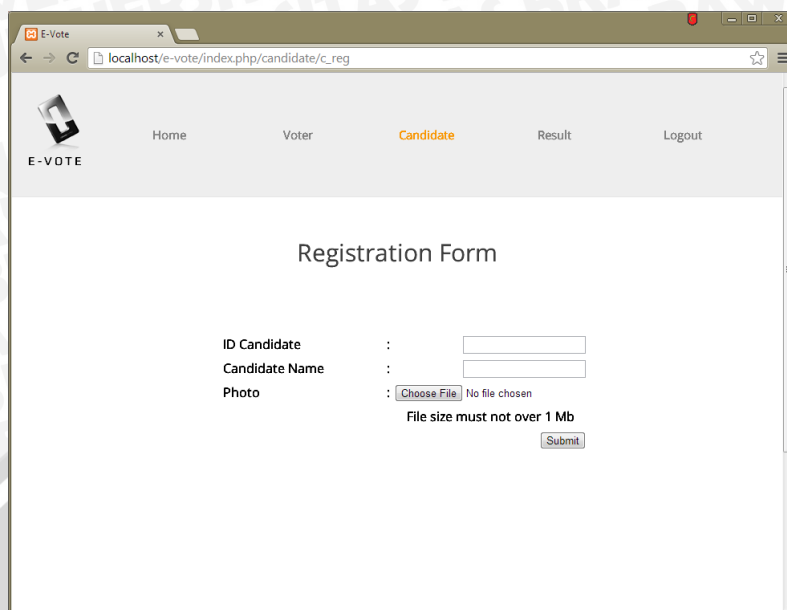 E-Vote
localhost/e-vote/index.php/candidate/c_reg
E-VOTE
Home Voter Candidate Result Logout
Registration Form
ID Candidate :
Candidate Name :
Photo : Choose File No file chosen
File size must not over 1 Mb
Submit